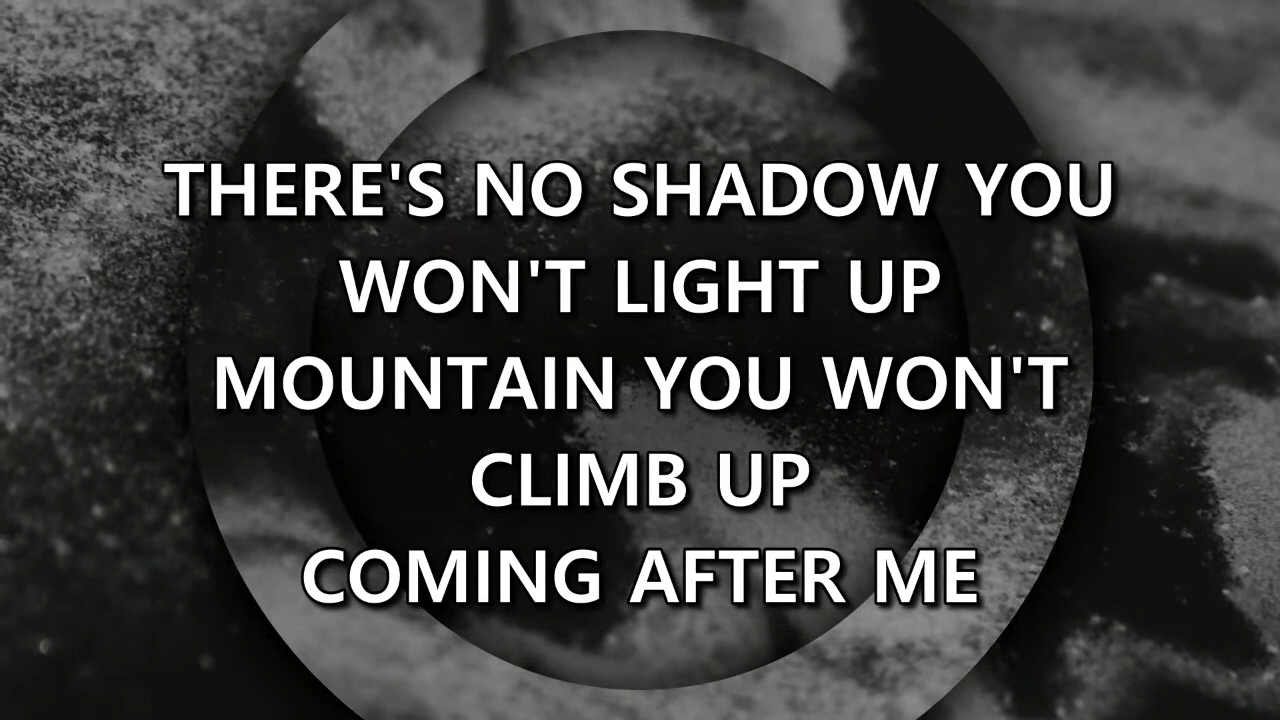 THERE'S NO SHADOW YOU
WON'T LIGHT UP
MOUNTAIN YOU WON'T
CLIMB UP
COMING AFTER ME